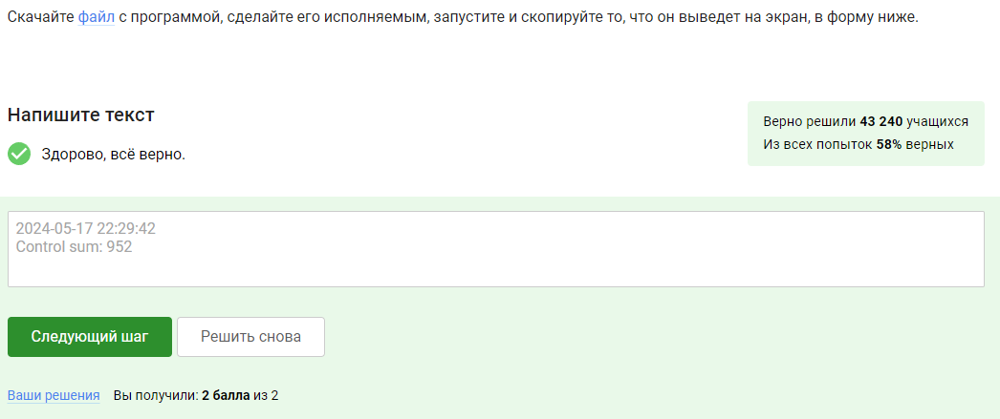 Скачайте файл с программой, сделайте его исполняемым, запустите и скопируйте то, что он выведет на экран, в форму ниже.
Напишите текст
Здорово, всё верно.
Верно решили 43 240 учащихся
Из всех попыток 58% верных
2024-05-17 22:29:42
Control sum: 952
Следующий шаг
Решить снова
Ваши решения Вы получили: 2 балла из 2